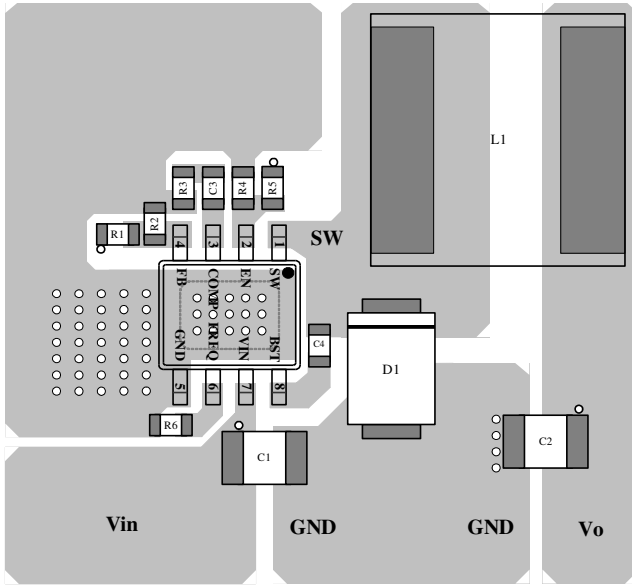 L1
R3
C3
R4
R5
R2
R1
4
3
2
1
SW
FB
COMP
EN
SW
GND
FREQ
VIN
BST
C4
D1
5
6
7
8
R6
C1
C2
Vin
GND
GND
Vo